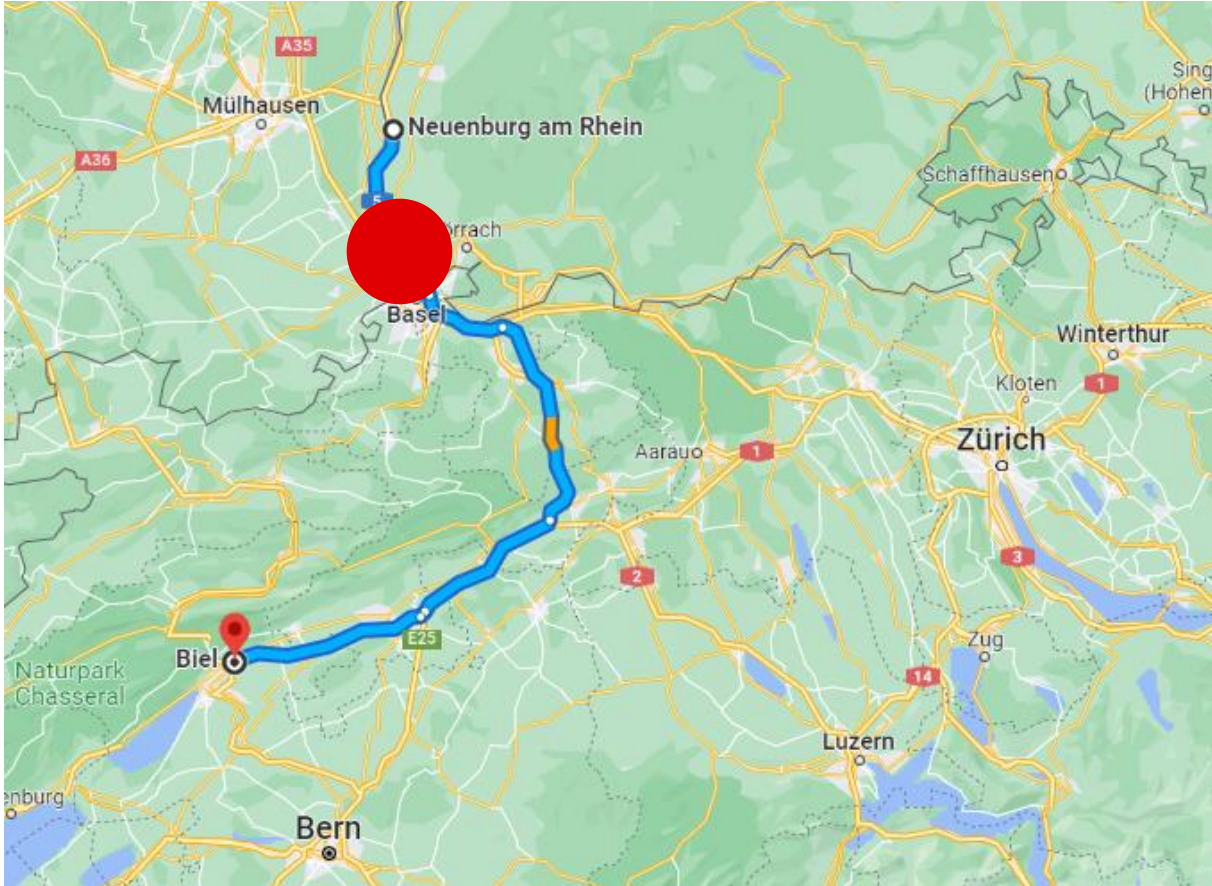 A35
Sing
(Hohen
Mülhausen
Neuenburg am Rhein
A36
Schaffhausen
5
örrach
Basel
Winterthur
Kloten
1
Zürich
Aarau
1
3
2
E25
Biel
Naturpark
Chasseral
Zug
14
Luzern
enburg
Bern